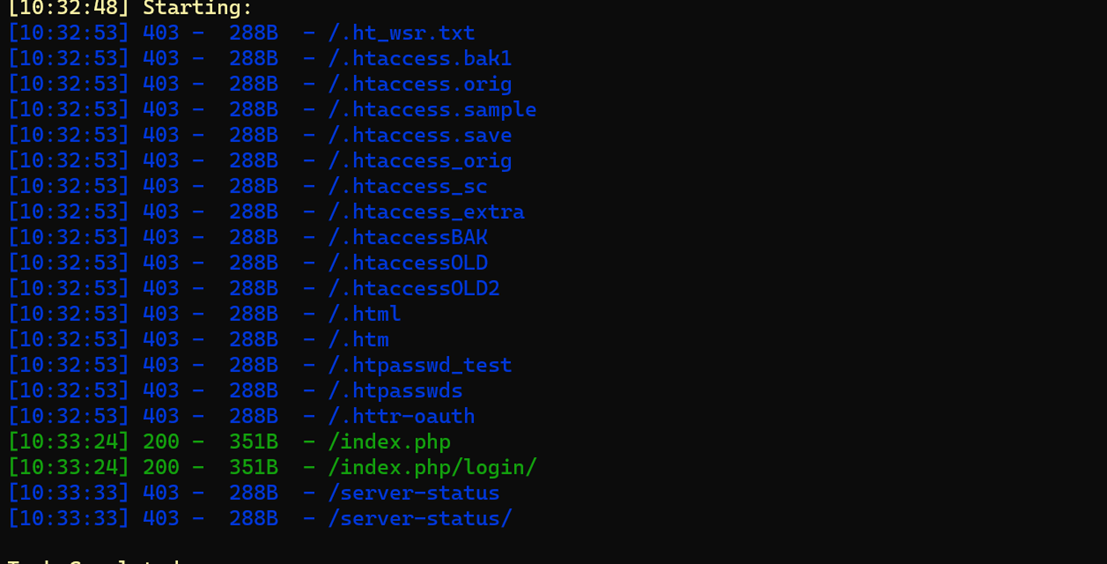 [10:32:48] Starting:
[10:32:53] 403 -  288B  - /.ht_wsr.txt
[10:32:53] 403 -  288B  - /.htaccess.bak1
[10:32:53] 403 -  288B  - /.htaccess.orig
[10:32:53] 403 -  288B  - /.htaccess.sample
[10:32:53] 403 -  288B  - /.htaccess.save
[10:32:53] 403 -  288B  - /.htaccess_orig
[10:32:53] 403 -  288B  - /.htaccess_sc
[10:32:53] 403 -  288B  - /.htaccess_extra
[10:32:53] 403 -  288B  - /.htaccessBAK
[10:32:53] 403 -  288B  - /.htaccessOLD
[10:32:53] 403 -  288B  - /.htaccessOLD2
[10:32:53] 403 -  288B  - /.html
[10:32:53] 403 -  288B  - /.htm
[10:32:53] 403 -  288B  - /.htpasswd_test
[10:32:53] 403 -  288B  - /.htpasswds
[10:32:53] 403 -  288B  - /.httr-oauth
[10:33:24] 200 -  351B  - /index.php
[10:33:24] 200 -  351B  - /index.php/login/
[10:33:33] 403 -  288B  - /server-status
[10:33:33] 403 -  288B  - /server-status/